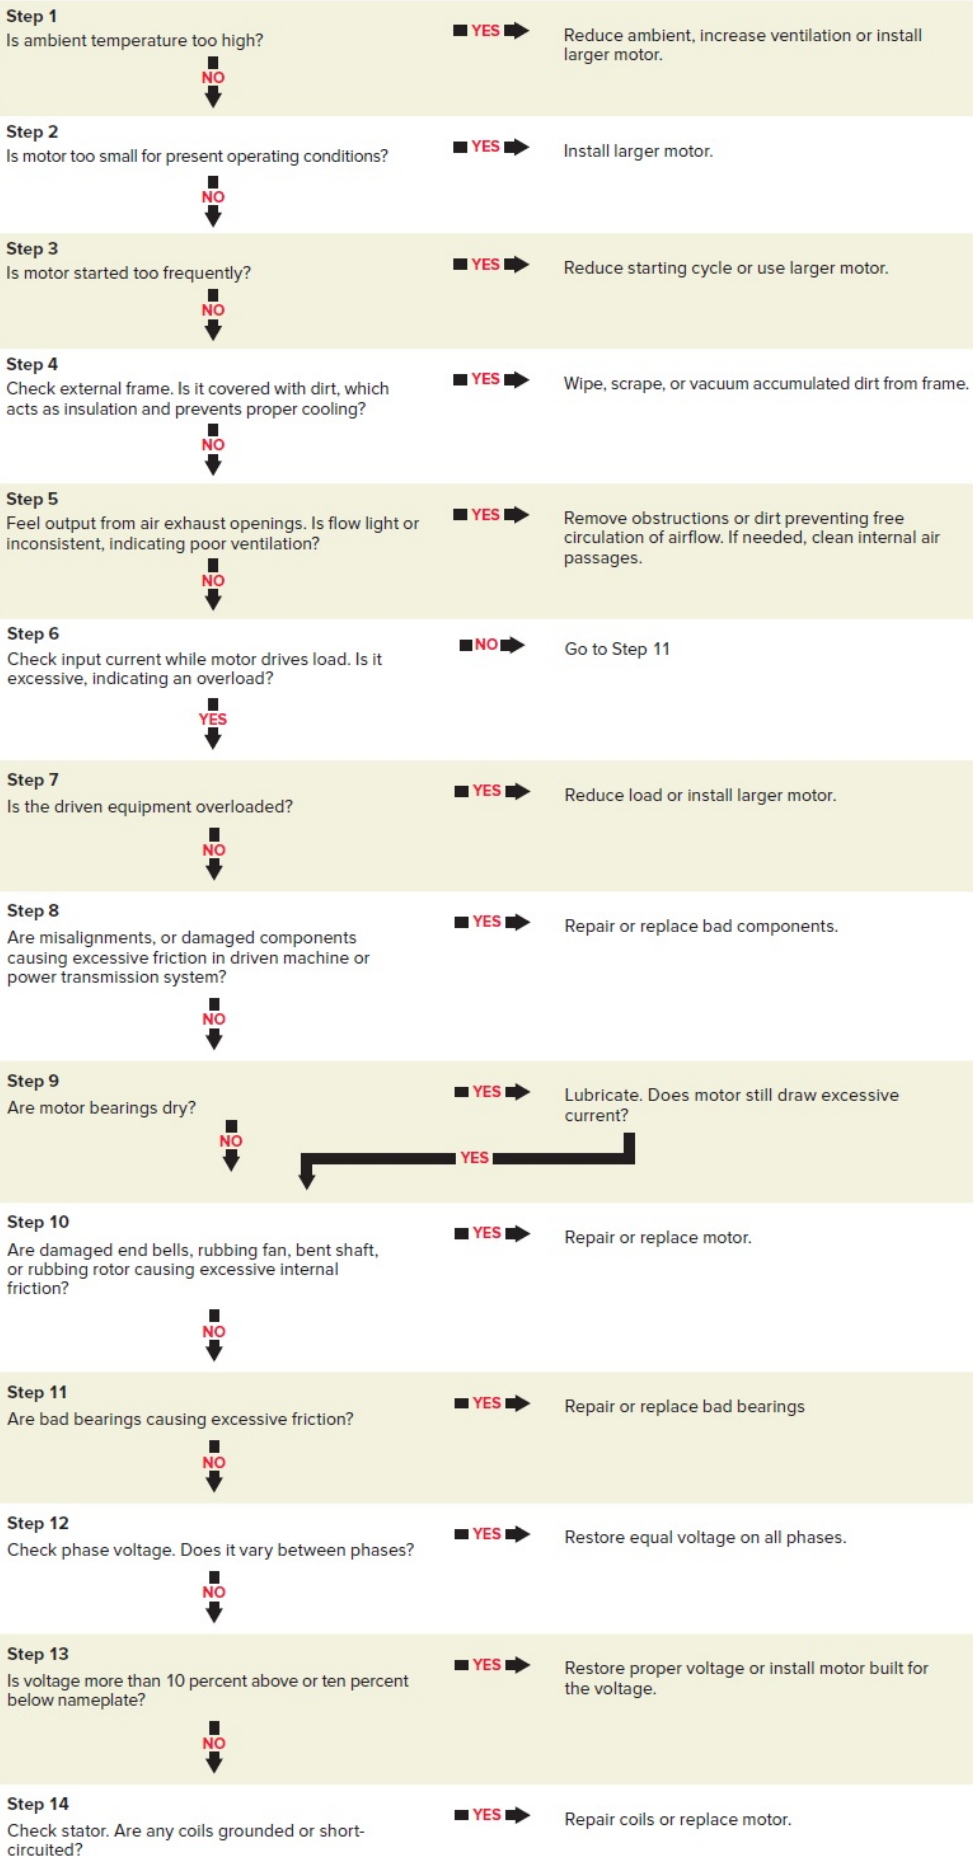 Step 1
Is ambient temperature too high?
YES
Reduce ambient, increase ventilation or install
larger motor.
NO
Step 2
Is motor too small for present operating conditions?
YES
Install larger motor.
NO
Step 3
Is motor started too frequently?
YES
Reduce starting cycle or use larger motor.
NO
Step 4
Check external frame. Is it covered with dirt, which
acts as insulation and prevents proper cooling?
YES
Wipe, scrape, or vacuum accumulated dirt from frame.
NO
Step 5
Feel output from air exhaust openings. Is flow light or
inconsistent, indicating poor ventilation?
YES
Remove obstructions or dirt preventing free
circulation of airflow. If needed, clean internal air
passages.
NO
Step 6
Check input current while motor drives load. Is it
excessive, indicating an overload?
NO
Go to Step 11
YES
Step 7
Is the driven equipment overloaded?
YES
Reduce load or install larger motor.
NO
Step 8
Are misalignments, or damaged components
causing excessive friction in driven machine or
power transmission system?
YES
Repair or replace bad components.
NO
Step 9
Are motor bearings dry?
YES
Lubricate. Does motor still draw excessive
current?
NO
YES
Step 10
Are damaged end bells, rubbing fan, bent shaft,
or rubbing rotor causing excessive internal
friction?
YES
Repair or replace motor.
NO
Step 11
Are bad bearings causing excessive friction?
YES
Repair or replace bad bearings
NO
Step 12
Check phase voltage. Does it vary between phases?
YES
Restore equal voltage on all phases.
NO
Step 13
Is voltage more than 10 percent above or ten percent
below nameplate?
YES
Restore proper voltage or install motor built for
the voltage.
NO
Step 14
Check stator. Are any coils grounded or short-
circuited?
YES
Repair coils or replace motor.